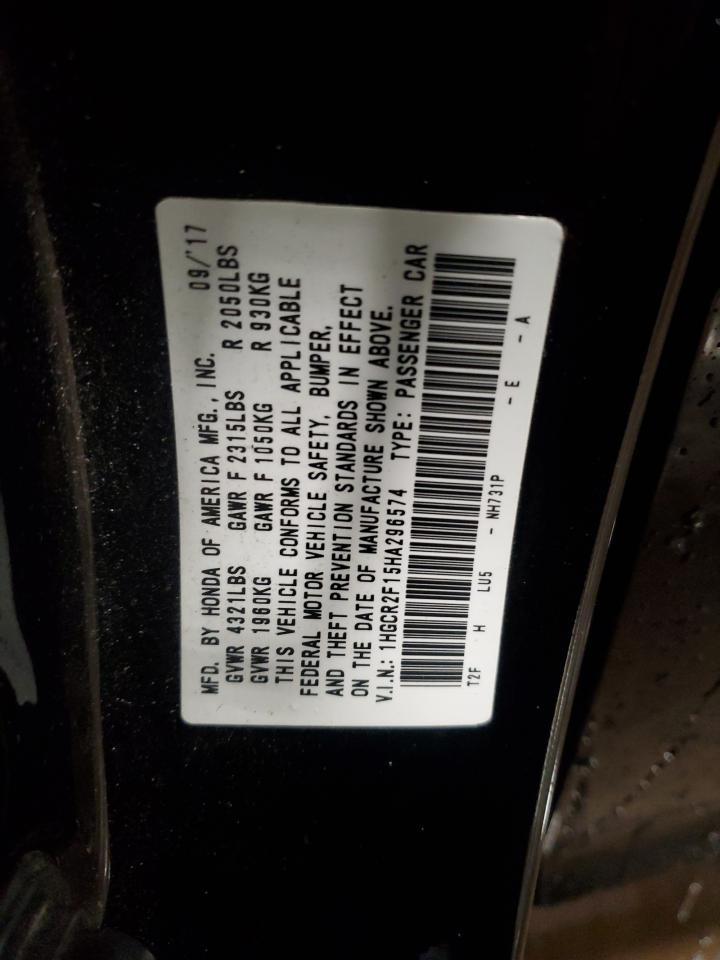 MFD. BY HONDA OF AMERICA MFG., INC. 09/'17
GVWR 4321LBS GAWR F 2315LBS R 2050LBS
GVWR 1960KG GAWR F 1050KG R 930KG
THIS VEHICLE CONFORMS TO ALL APPLICABLE
FEDERAL MOTOR VEHICLE SAFETY, BUMPER,
AND THEFT PREVENTION STANDARDS IN EFFECT
ON THE DATE OF MANUFACTURE SHOWN ABOVE.
V.I.N.: 1HGCR2F15HA296574 TYPE: PASSENGER CAR
T2F H LU5 - NH731P - E - A